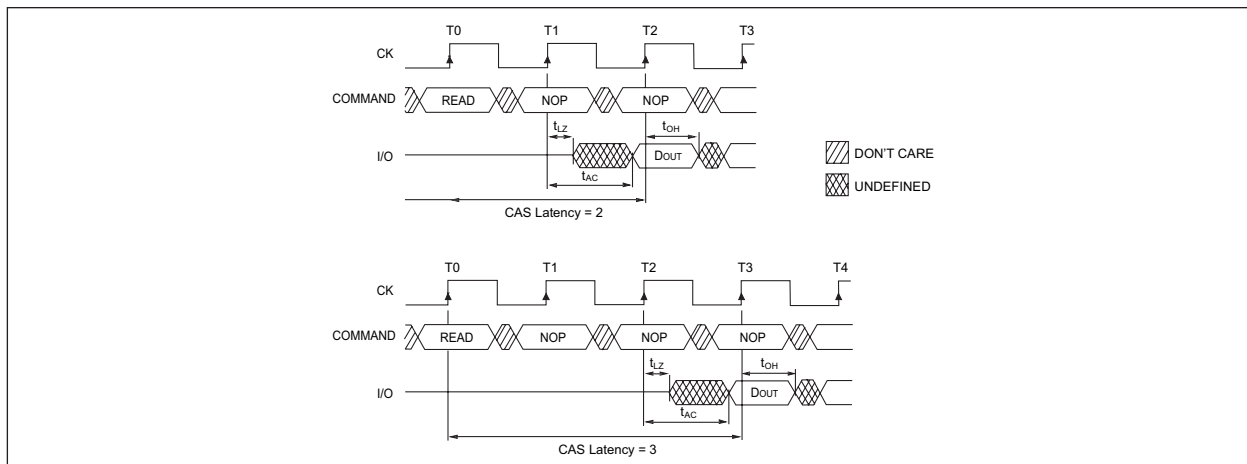 T0 T1 T2 T3
CK
COMMAND READ NOP NOP
tLZ tOH
I/O DOUT
tAC
CAS Latency = 2
DON'T CARE
UNDEFINED
T0 T1 T2 T3 T4
CK
COMMAND READ NOP NOP NOP
tLZ tOH
I/O DOUT
tAC
CAS Latency = 3